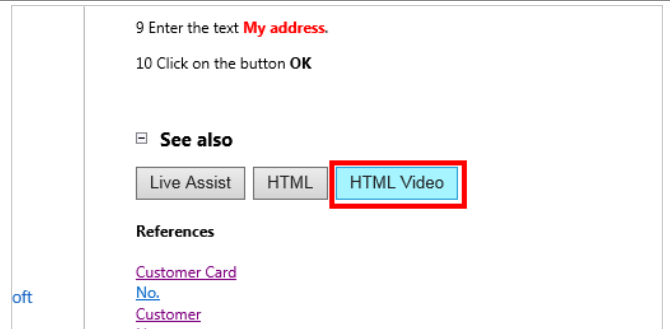 9 Enter the text My address.
10 Click on the button OK
See also
Live Assist HTML HTML Video
References
Customer Card
No.
oft
Customer